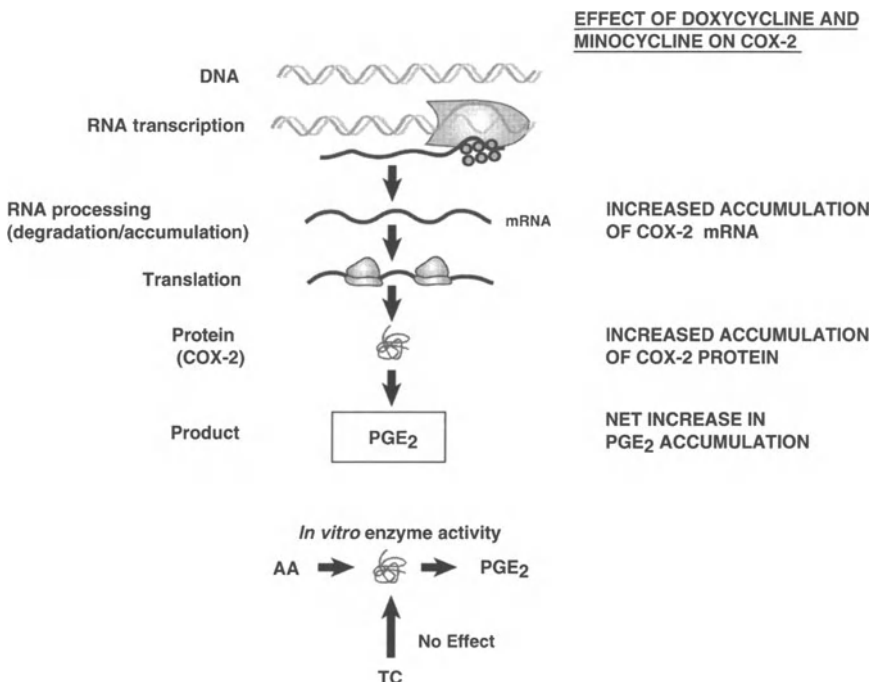 EFFECT OF DOXYCYCLINE AND
MINOCYCLINE ON COX-2
DNA
RNA transcription
RNA processing
(degradation/accumulation)
mRNA
INCREASED ACCUMULATION
OF COX-2 mRNA
Translation
Protein
(COX-2)
INCREASED ACCUMULATION
OF COX-2 PROTEIN
Product
PGE2
NET INCREASE IN
PGE2 ACCUMULATION
In vitro enzyme activity
AA
PGE2
No Effect
TC